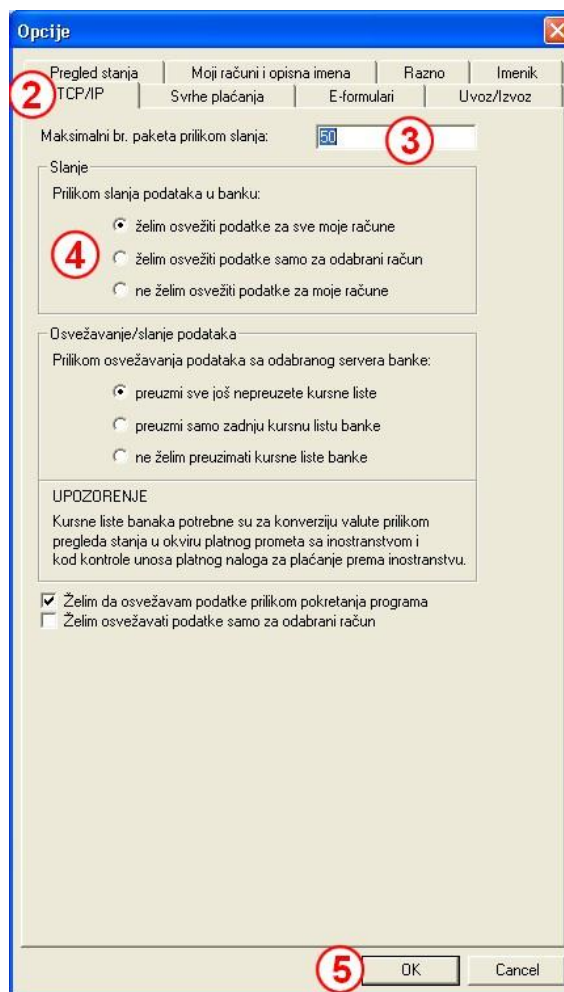 Opcije
Pregled stanja
Moji računi i opisna imena
Razno
Imenik
2
TCP/IP
Svrhe plaćanja
E-formulari
Uvoz/Izvoz
Maksimalni br. paketa prilikom slanja:
50
3
Slanje
Prilikom slanja podataka u banku:
želim osvežiti podatke za sve moje račune
4
želim osvežiti podatke samo za odabrani račun
ne želim osvežiti podatke za moje račune
Osvežavanje/slanje podataka
Prilikom osvežavanja podataka sa odabranog servera banke:
preuzmi sve još nepreuzete kursne liste
preuzmi samo zadnju kursnu listu banke
ne želim preuzimati kursne liste banke
UPOZORENJE
Kursne liste banaka potrebne su za konverziju valute prilikom
pregleda stanja u okviru platnog prometa sa inostranstvom i
kod kontrole unosa platnog naloga za plaćanje prema inostranstvu.
Želim da osvežavam podatke prilikom pokretanja programa
Želim osvežavati podatke samo za odabrani račun
5
OK
Cancel